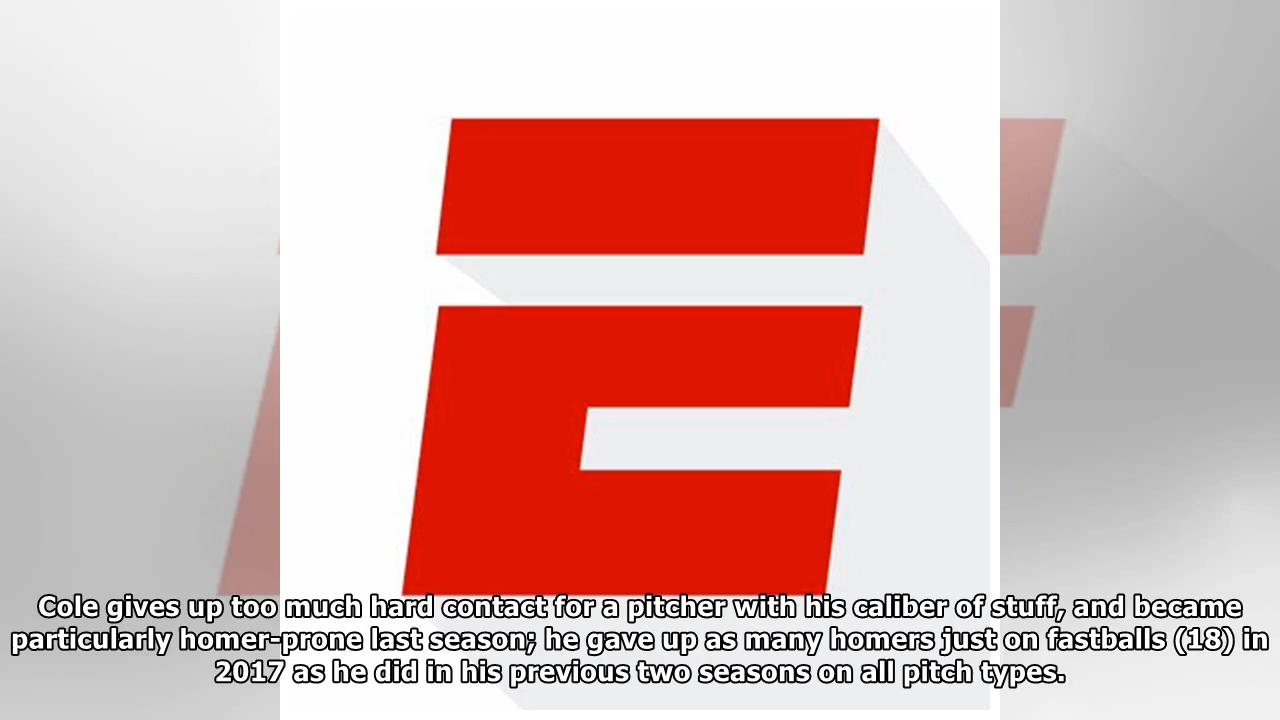 Cole gives up too much hard contact for a pitcher with his caliber of stuff, and became
particularly homer-prone last season; he gave up as many homers just on fastballs (18) in
2017 as he did in his previous two seasons on all pitch types.